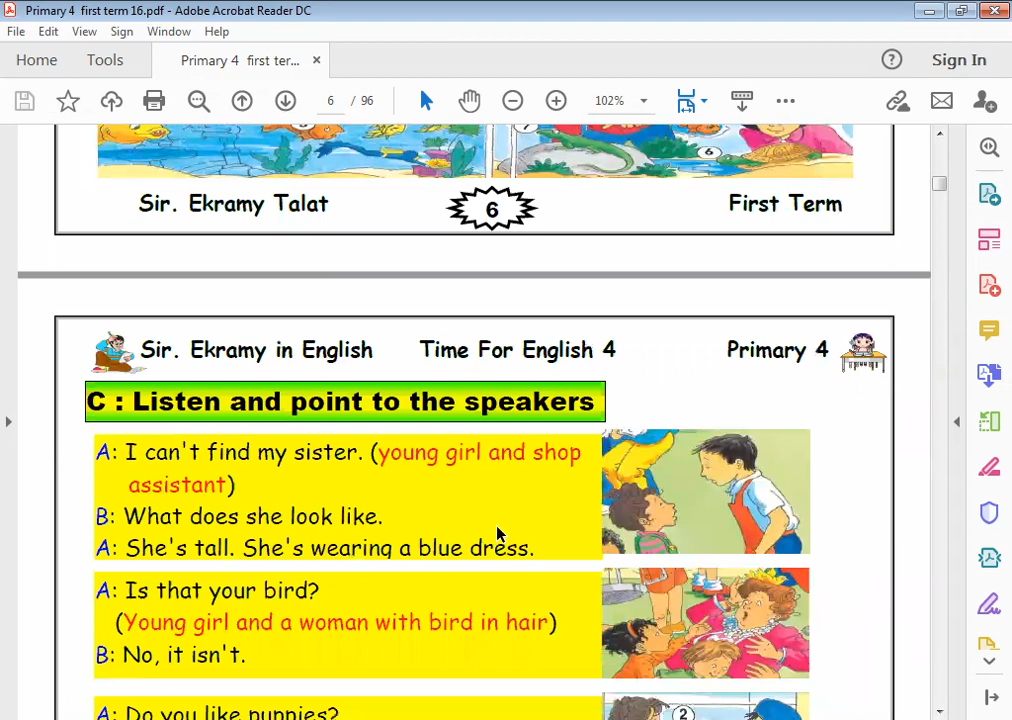 Primary 4  first term 16.pdf - Adobe Acrobat Reader DC
File Edit View Sign Window Help
Home Tools Primary 4  first ter... Sign In
6 / 96 102%
7
6
Sir. Ekramy Talat 6 First Term
Sir. Ekramy in English Time For English 4 Primary 4
C : Listen and point to the speakers
A: I can't find my sister. (young girl and shop
assistant)
B: What does she look like.
A: She's tall. She's wearing a blue dress.
A: Is that your bird?
(Young girl and a woman with bird in hair)
B: No, it isn't.
A: Do you like puppies?
2